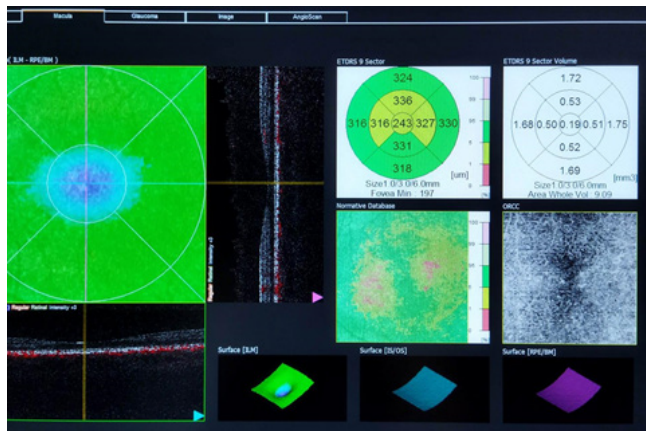 Macula
Glaucoma
Image
AngioScan
( ILM - RPE/BM )
ETDRS 9 Sector
324
336
316 316 243 327 330
331
318
[um]
Size1.0/3.0/6.0mm
Fovea Min : 197
ETDRS 9 Sector Volume
1.72
0.53
1.68 0.50 0.19 0.51 1.75
0.52
1.69
[mm3]
Size1.0/3.0/6.0mm
Area Whole Vol : 9.09
Normative Database
ORCC
Regular Retinal Intensity
Regular Retinal Intensity
Surface [ILM]
Surface [IS/OS]
Surface [RPE/BM]